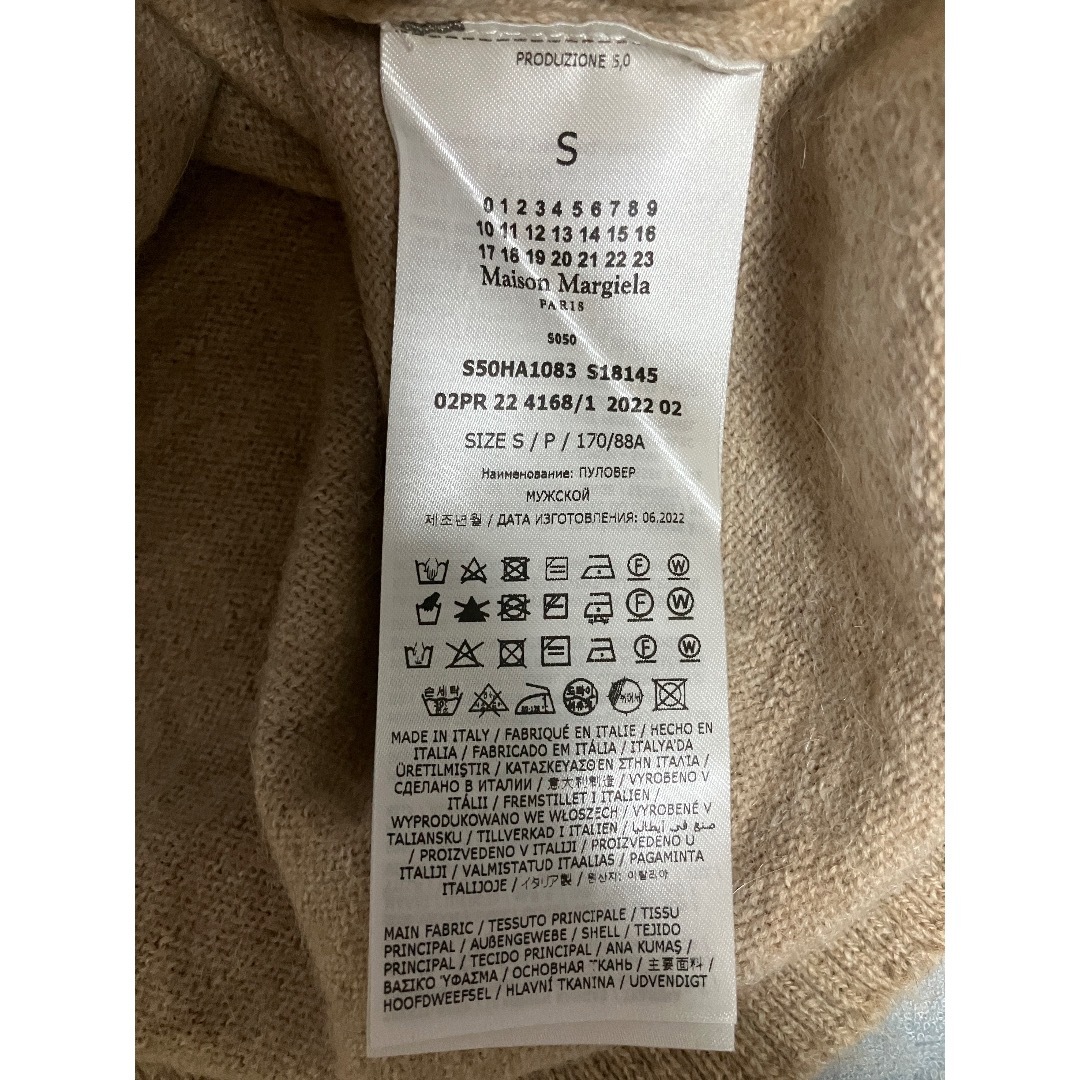 PRODUZIONE 5,0
S
0 1 2 3 4 5 6 7 8 9
10 11 12 13 14 15 16
17 18 19 20 21 22 23
Maison Margiela
PARIS
S050
S50HA1083 S18145
02PR 22 4168/1 2022 02
SIZE S / P / 170/88A
Наименование: ПУЛОВЕР
МУЖСКОЙ
제조년월 / ДАТА ИЗГОТОВЛЕНИЯ: 06.2022
F W
F W
F W
손세탁
MADE IN ITALY / FABRIQUÉ EN ITALIE / HECHO EN
ITALIA / FABRICADO EM ITÁLIA / ITALYA'DA
ÜRETILMIŞTIR / ΚΑΤΑΣΚΕΥΑΣΘΗ ΣΤΗΝ ΙΤΑΛΙΑ /
СДЕЛАНО В ИТАЛИИ / 意大利制造 / VYROBENO V
ITÁLII / FREMSTILLET I ITALIEN /
WYPRODUKOWANO WE WŁOSZECH / VYROBENÉ V
TALIANSKU / TILLVERKAD I ITALIEN / صنع في ايطاليا
/ PROIZVEDENO V ITALIJI / PROIZVEDENO U
ITALIJI / VALMISTATUD ITAALIAS / PAGAMINTA
ITALIJOJE / イタリア製 / 원산지: 이탈리아
MAIN FABRIC / TESSUTO PRINCIPALE / TISSU
PRINCIPAL / AUßENGEWEBE / SHELL / TEJIDO
PRINCIPAL / TECIDO PRINCIPAL / ANA KUMAŞ /
ΒΑΣΙΚΟ ΎΦΑΣΜΑ / ОСНОВНАЯ ТКАНЬ / 主要面料 /
HOOFDWEEFSEL / HLAVNÍ TKANINA / UDVENDIGT